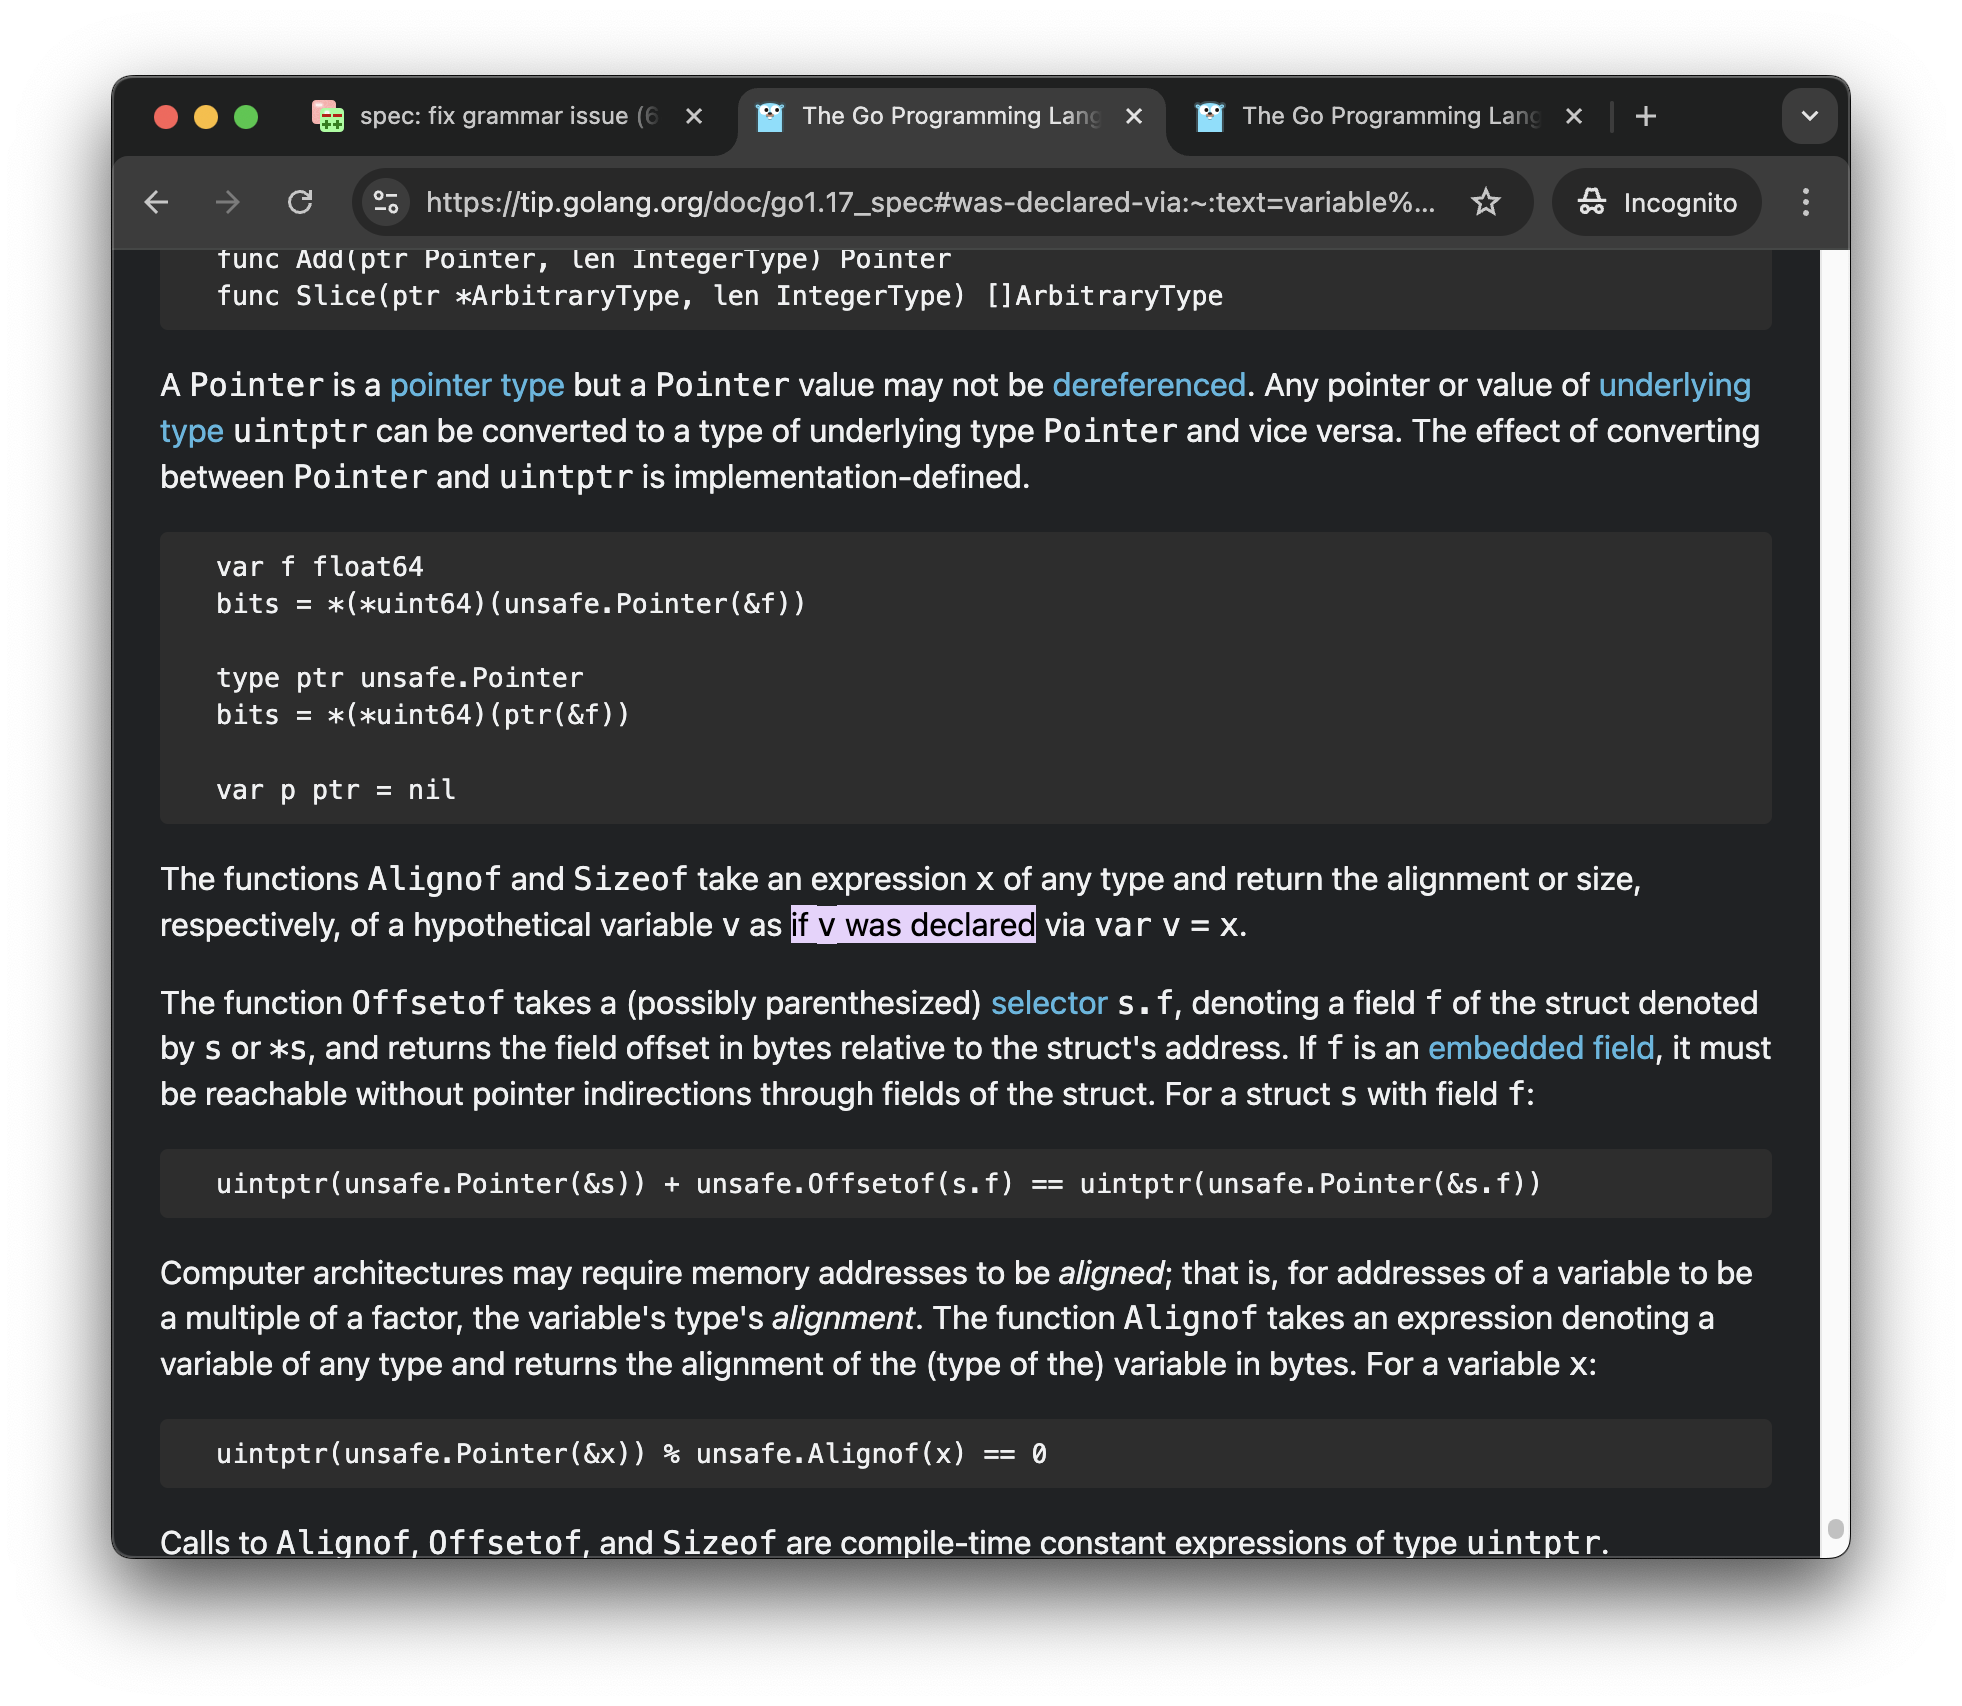 spec: fix grammar issue (6
The Go Programming Lang
The Go Programming Lang
https://tip.golang.org/doc/go1.17_spec#was-declared-via:~:text=variable%...
Incognito
func Add(ptr Pointer, len IntegerType) Pointer
func Slice(ptr *ArbitraryType, len IntegerType) []ArbitraryType
A Pointer is a pointer type but a Pointer value may not be dereferenced. Any pointer or value of underlying
type uintptr can be converted to a type of underlying type Pointer and vice versa. The effect of converting
between Pointer and uintptr is implementation-defined.
var f float64
bits = *(*uint64)(unsafe.Pointer(&f))
type ptr unsafe.Pointer
bits = *(*uint64)(ptr(&f))
var p ptr = nil
The functions Alignof and Sizeof take an expression x of any type and return the alignment or size,
respectively, of a hypothetical variable v as if v was declared via var v = x.
The function Offsetof takes a (possibly parenthesized) selector s.f, denoting a field f of the struct denoted
by s or *s, and returns the field offset in bytes relative to the struct's address. If f is an embedded field, it must
be reachable without pointer indirections through fields of the struct. For a struct s with field f:
uintptr(unsafe.Pointer(&s)) + unsafe.Offsetof(s.f) == uintptr(unsafe.Pointer(&s.f))
Computer architectures may require memory addresses to be aligned; that is, for addresses of a variable to be
a multiple of a factor, the variable's type's alignment. The function Alignof takes an expression denoting a
variable of any type and returns the alignment of the (type of the) variable in bytes. For a variable x:
uintptr(unsafe.Pointer(&x)) % unsafe.Alignof(x) == 0
Calls to Alignof, Offsetof, and Sizeof are compile-time constant expressions of type uintptr.